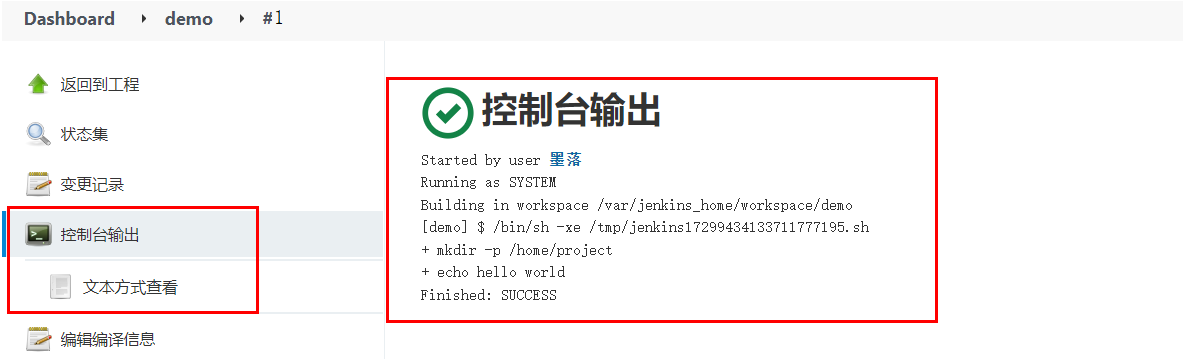 Dashboard demo #1
返回到工程
状态集
变更记录
控制台输出
文本方式查看
编辑编译信息
控制台输出
Started by user 墨落
Running as SYSTEM
Building in workspace /var/jenkins_home/workspace/demo
[demo] $ /bin/sh -xe /tmp/jenkins17299434133711777195.sh
+ mkdir -p /home/project
+ echo hello world
Finished: SUCCESS